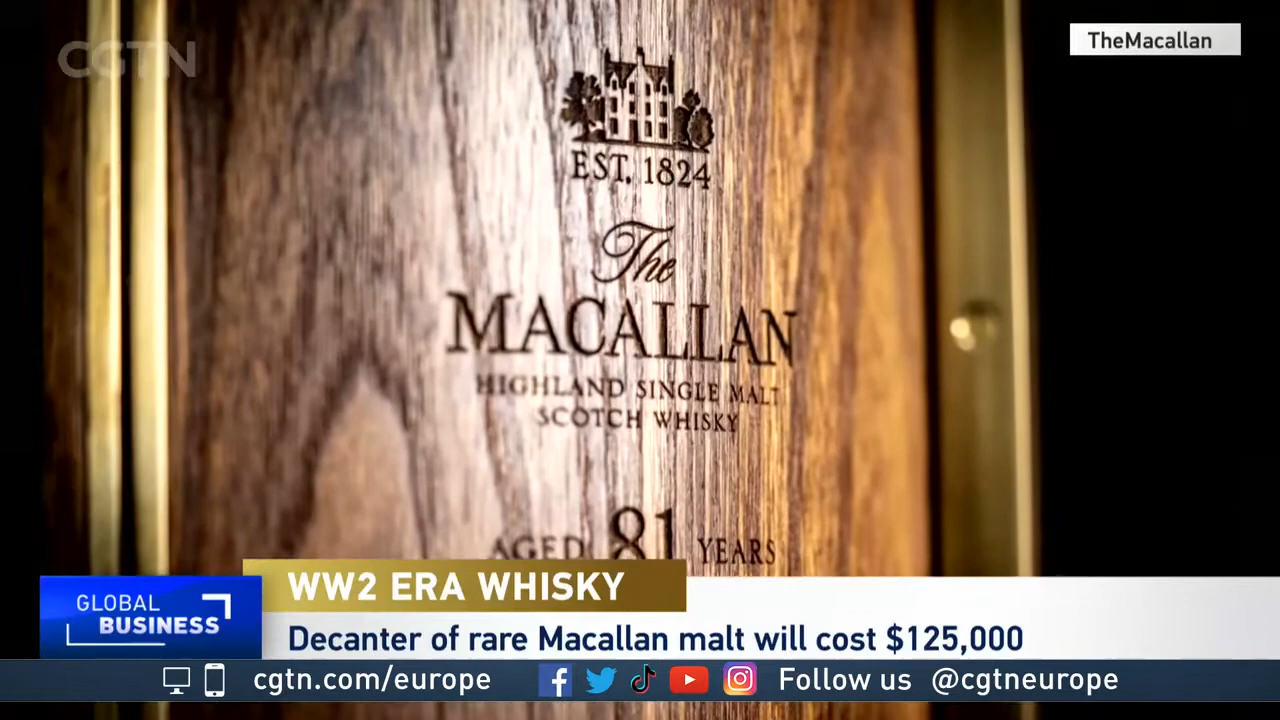 CGTN
TheMacallan
EST. 1824
The
MACALLAN
HIGHLAND SINGLE MALT
SCOTCH WHISKY
AGED 81 YEARS
WW2 ERA WHISKY
GLOBAL
BUSINESS
Decanter of rare Macallan malt will cost $125,000
cgtn.com/europe
Follow us @cgtneurope